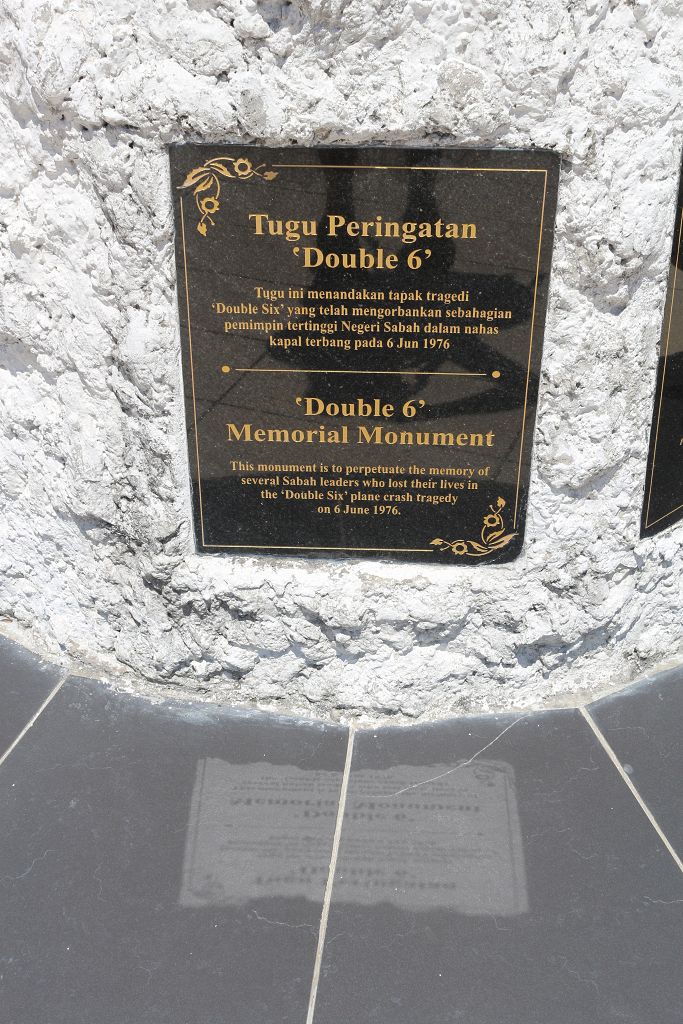 Tugu Peringatan
‘Double 6’
Tugu ini menandakan tapak tragedi
‘Double Six’ yang telah mengorbankan sebahagian
pemimpin tertinggi Negeri Sabah dalam nahas
kapal terbang pada 6 Jun 1976
‘Double 6’
Memorial Monument
This monument is to perpetuate the memory of
several Sabah leaders who lost their lives in
the ‘Double Six’ plane crash tragedy
on 6 June 1976.